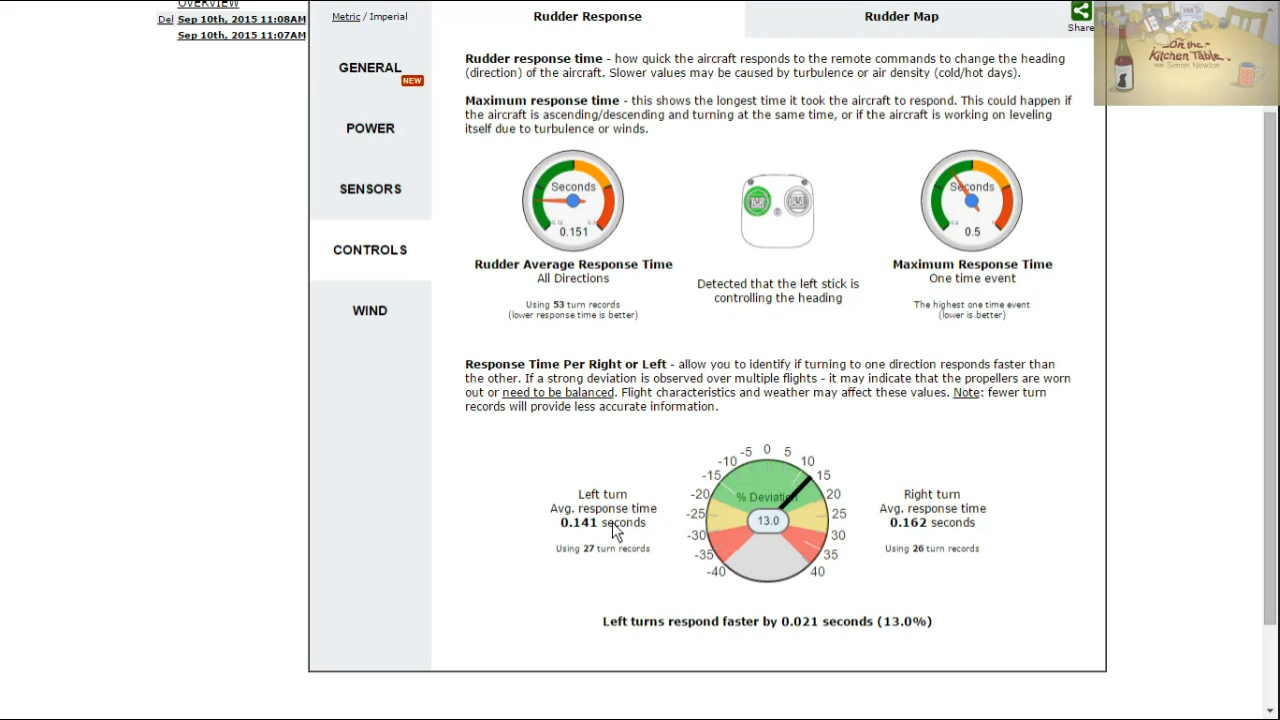 OVERVIEW
Del Sep 10th, 2015 11:08AM
Sep 10th, 2015 11:07AM
Metric / Imperial
GENERAL
NEW
POWER
SENSORS
CONTROLS
WIND
Rudder Response
Rudder Map
Share
On the
Kitchen Table
with Simon Newton
Rudder response time - how quick the aircraft responds to the remote commands to change the heading
(direction) of the aircraft. Slower values may be caused by turbulence or air density (cold/hot days).
Maximum response time - this shows the longest time it took the aircraft to respond. This could happen if
the aircraft is ascending/descending and turning at the same time, or if the aircraft is working on leveling
itself due to turbulence or winds.
Seconds
0.151
Rudder Average Response Time
All Directions
Using 53 turn records
(lower response time is better)
Detected that the left stick is
controlling the heading
Seconds
0.5
Maximum Response Time
One time event
The highest one time event
(lower is better)
Response Time Per Right or Left - allow you to identify if turning to one direction responds faster than
the other. If a strong deviation is observed over multiple flights - it may indicate that the propellers are worn
out or need to be balanced. Flight characteristics and weather may affect these values. Note: fewer turn
records will provide less accurate information.
Left turn
Avg. response time
0.141 seconds
Using 27 turn records
-40 -35 -30 -25 -20 -15 -10 -5 0 5 10 15 20 25 30 35 40
% Deviation
13.0
Right turn
Avg. response time
0.162 seconds
Using 26 turn records
Left turns respond faster by 0.021 seconds (13.0%)